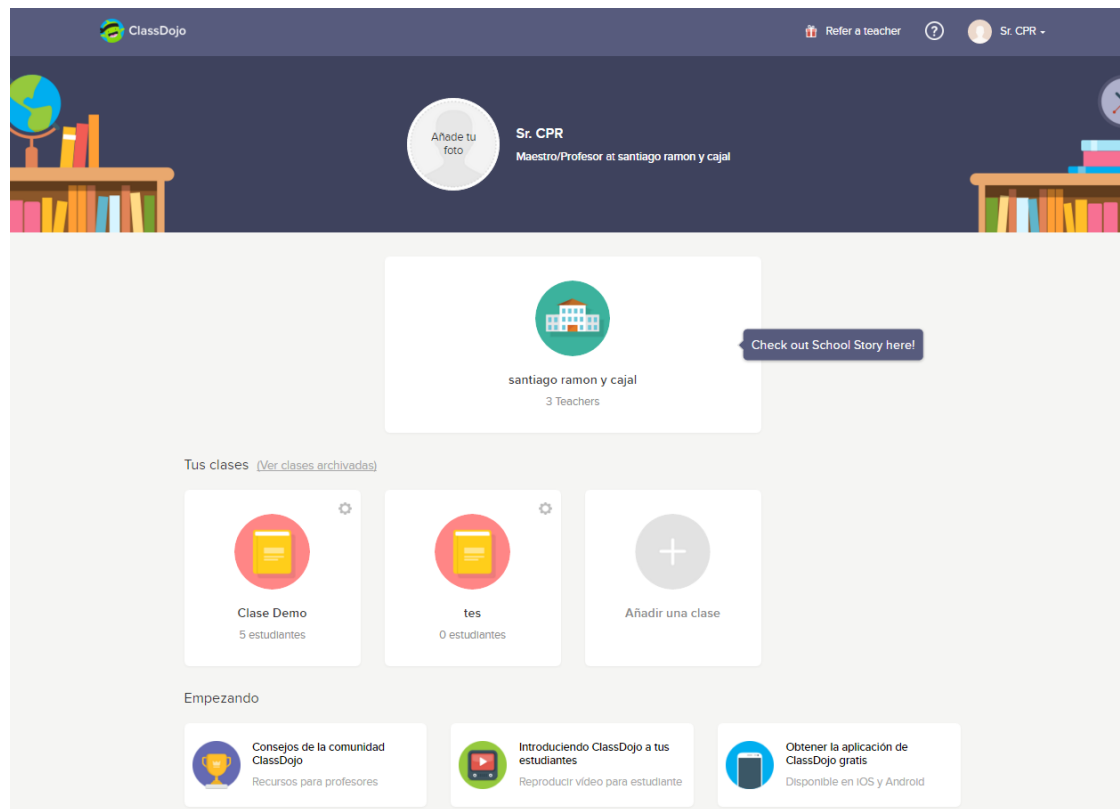 ClassDojo
Refer a teacher ? Sr. CPR
Añade tu
foto
Sr. CPR
Maestro/Profesor at santiago ramon y cajal
Check out School Story here!
santiago ramon y cajal
3 Teachers
Tus clases (Ver clases archivadas)
Clase Demo
5 estudiantes
tes
0 estudiantes
Añadir una clase
Empezando
Consejos de la comunidad
ClassDojo
Recursos para profesores
Introduciendo ClassDojo a tus
estudiantes
Reproducir vídeo para estudiante
Obtener la aplicación de
ClassDojo gratis
Disponible en iOS y Android